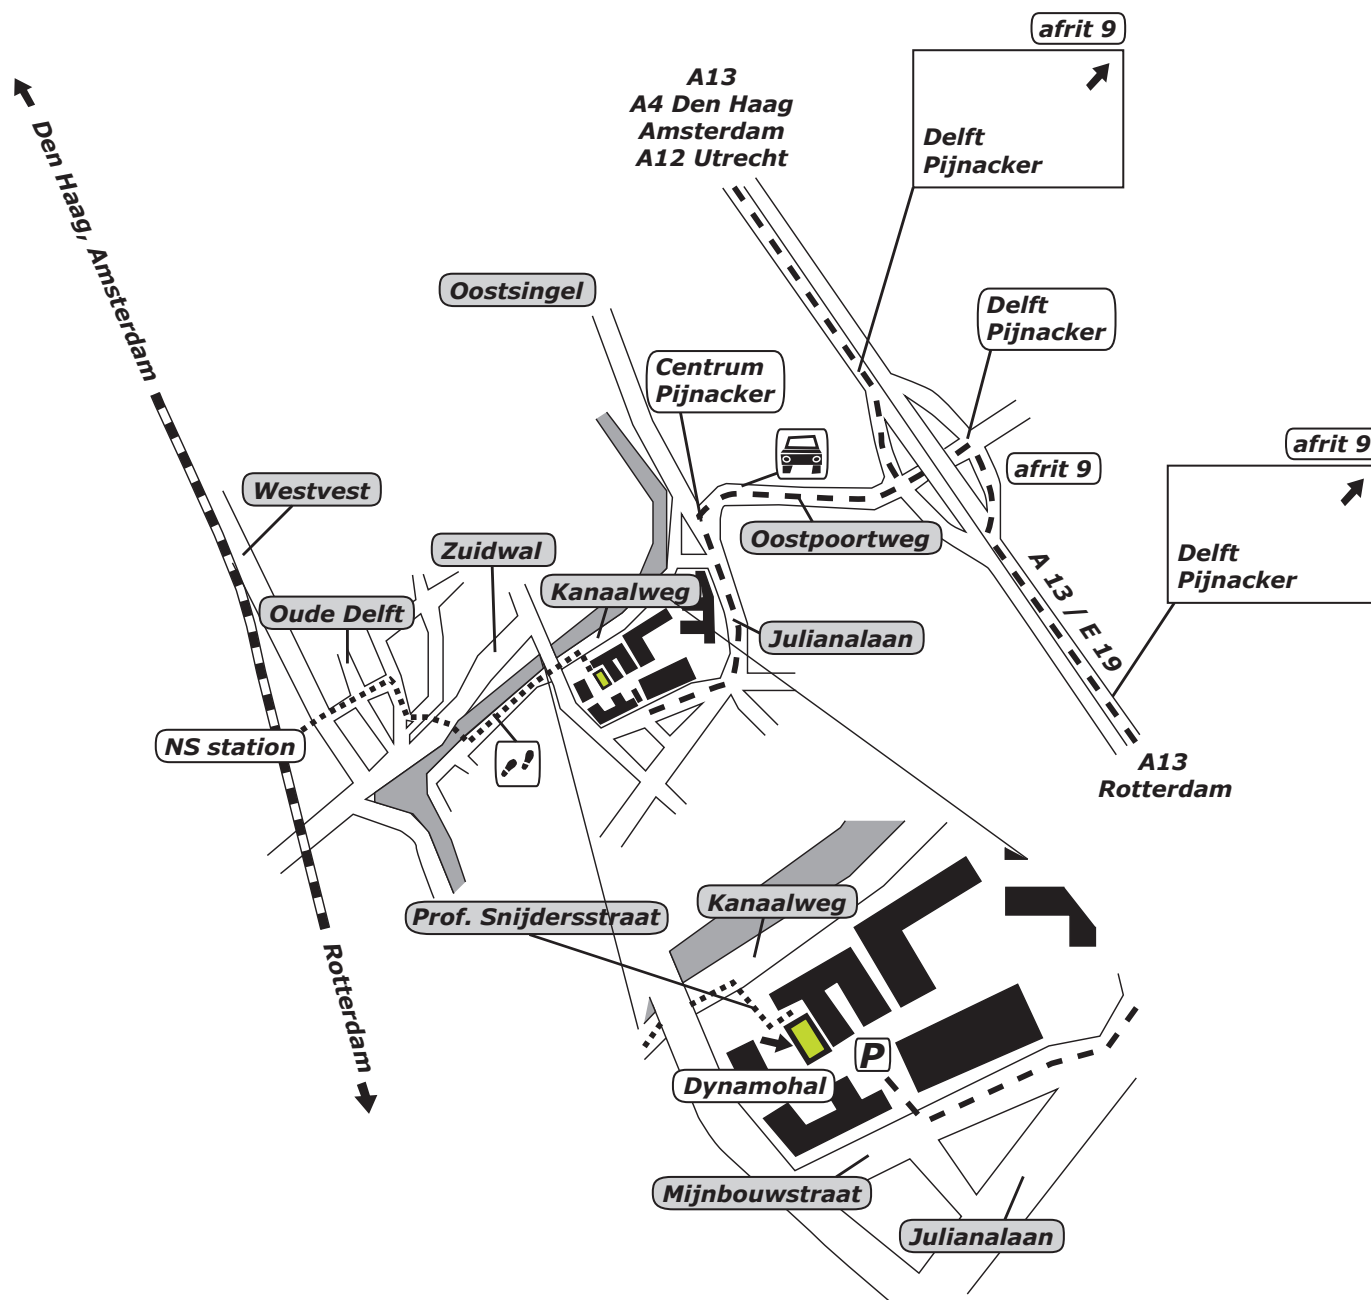 afrit 9
A13
A4 Den Haag
Amsterdam
A12 Utrecht
Delft
Pijnacker
Den Haag, Amsterdam
Oostsingel
Delft
Pijnacker
Centrum
Pijnacker
afrit 9
afrit 9
Westvest
Zuidwal
Oostpoortweg
Delft
Pijnacker
Kanaalweg
Oude Delft
A 13 / E 19
Julianalaan
NS station
A13
Rotterdam
Kanaalweg
Prof. Snijdersstraat
Rotterdam
P
Dynamohal
Mijnbouwstraat
Julianalaan